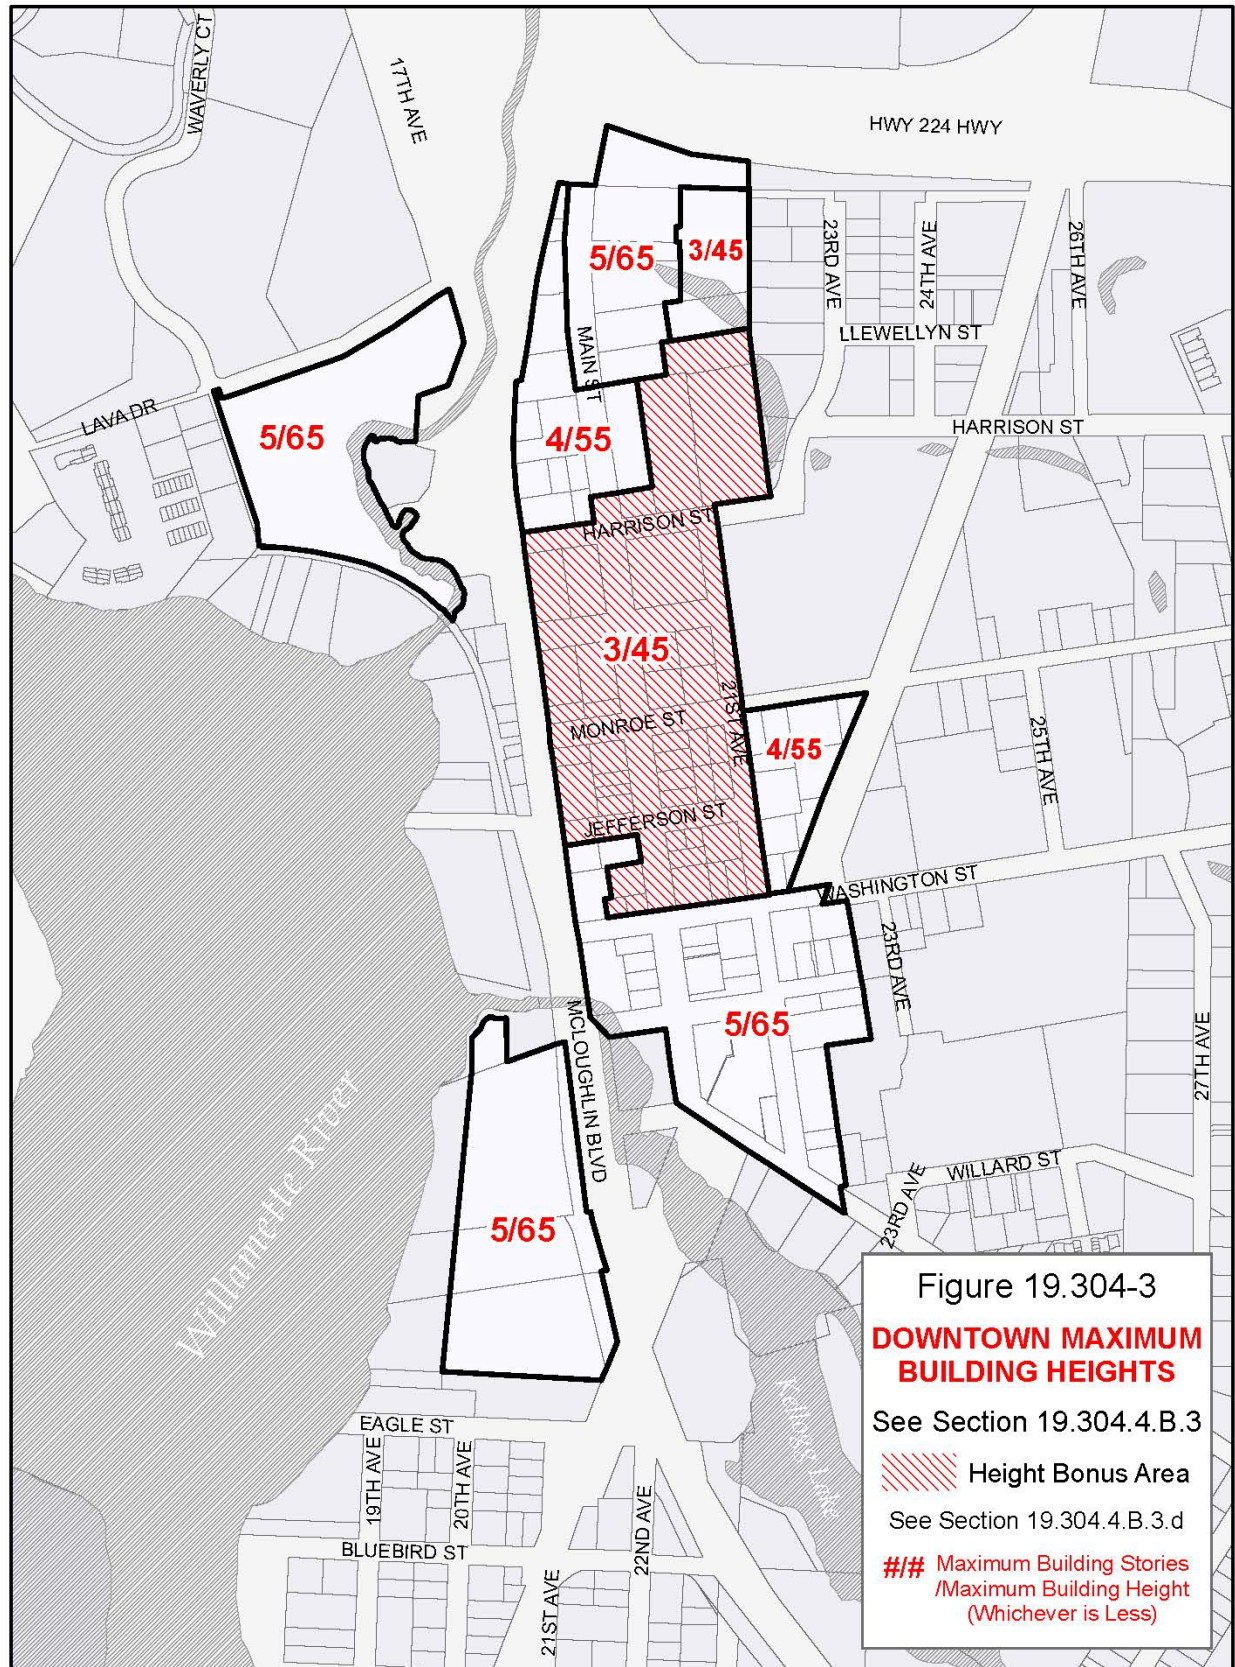 WAVERLY CT
17TH AVE
HWY 224 HWY
5/65
3/45
23RD AVE
24TH AVE
26TH AVE
MAIN ST
LLEWELLYN ST
LAVA DR
5/65
4/55
HARRISON ST
HARRISON ST
3/45
21ST AVE
MONROE ST
4/55
25TH AVE
JEFFERSON ST
WASHINGTON ST
23RD AVE
MCLOUGHLIN BLVD
5/65
27TH AVE
Willamette River
WILLARD ST
23RD AVE
5/65
Kellogg Lake
EAGLE ST
19TH AVE
20TH AVE
22ND AVE
BLUEBIRD ST
21ST AVE
Figure 19.304-3
DOWNTOWN MAXIMUM
BUILDING HEIGHTS
See Section 19.304.4.B.3
Height Bonus Area
See Section 19.304.4.B.3.d
#/# Maximum Building Stories
/Maximum Building Height
(Whichever is Less)